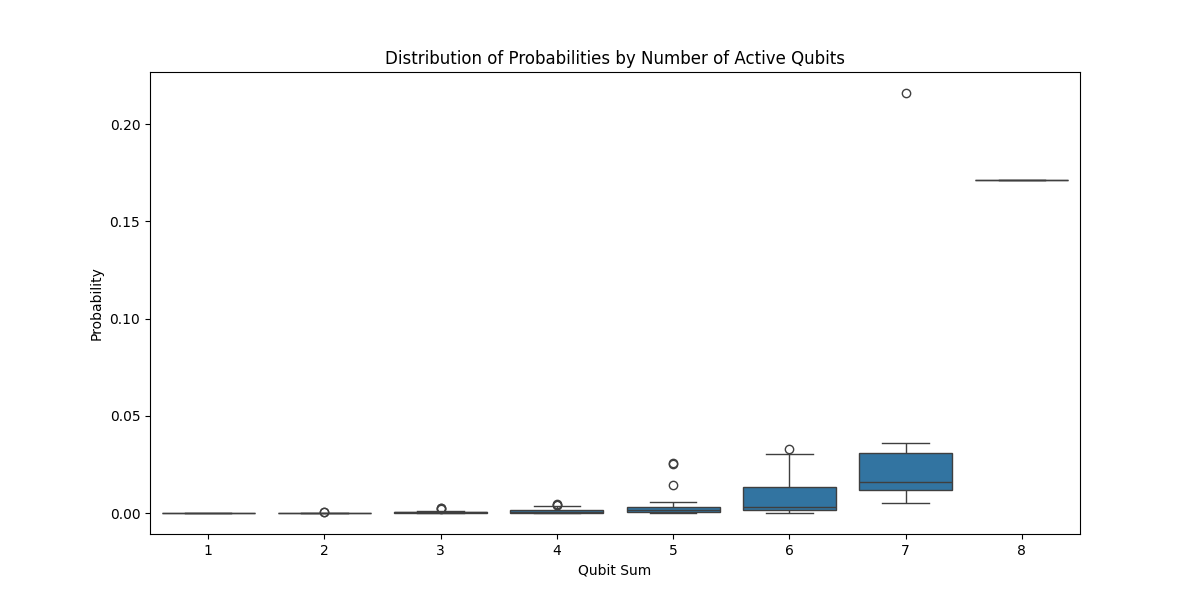 Distribution of Probabilities by Number of Active Qubits
Probability
0.20
0.15
0.10
0.05
0.00
1 2 3 4 5 6 7 8
Qubit Sum